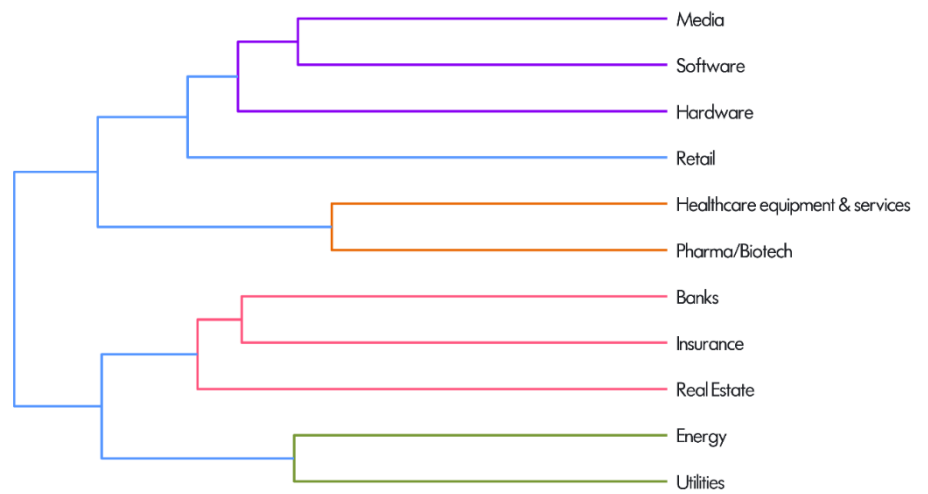 Media
Software
Hardware
Retail
Healthcare equipment & services
Pharma/Biotech
Banks
Insurance
Real Estate
Energy
Utilities